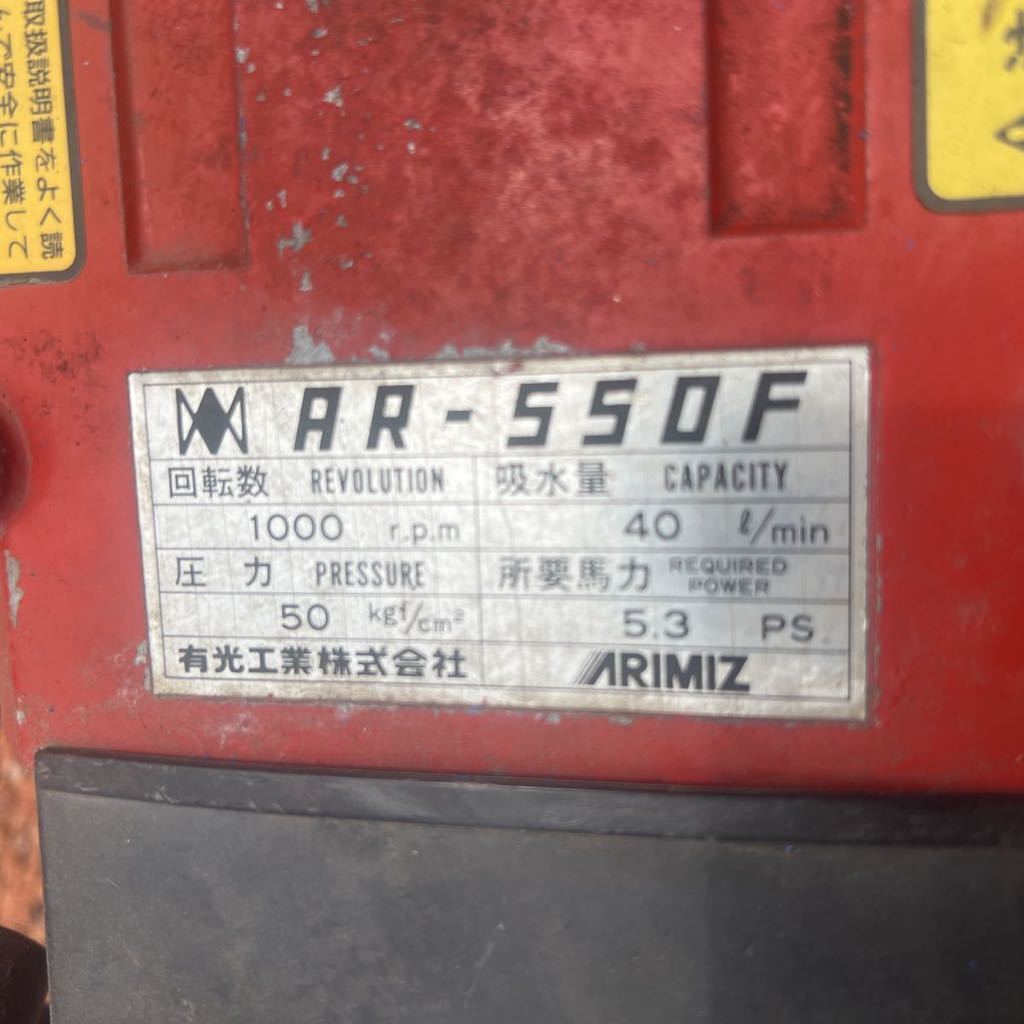 取扱説明書をよく読
んで安全に作業して
AR-550F
回転数 REVOLUTION 吸水量 CAPACITY
1000 r.p.m 40 ℓ/min
圧力 PRESSURE 所要馬力 REQUIRED POWER
50 kgf/cm² 5.3 PS
有光工業株式会社 ARIMIZ